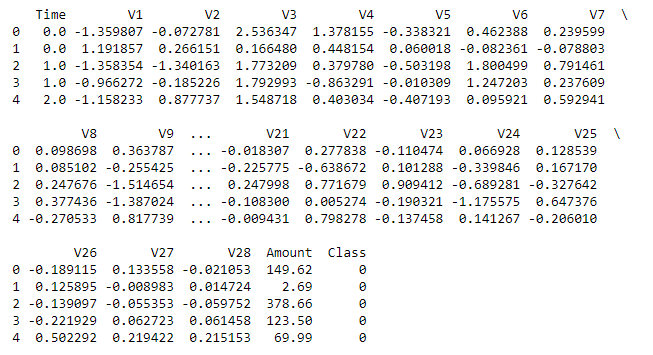 Time V1 V2 V3 V4 V5 V6 V7 \
0 0.0 -1.359807 -0.072781 2.536347 1.378155 -0.338321 0.462388 0.239599
1 0.0 1.191857 0.266151 0.166480 0.448154 0.060018 -0.082361 -0.078803
2 1.0 -1.358354 -1.340163 1.773209 0.379780 -0.503198 1.800499 0.791461
3 1.0 -0.966272 -0.185226 1.792993 -0.863291 -0.010309 1.247203 0.237609
4 2.0 -1.158233 0.877737 1.548718 0.403034 -0.407193 0.095921 0.592941
V8 V9 ... V21 V22 V23 V24 V25 \
0 0.098698 0.363787 ... -0.018307 0.277838 -0.110474 0.066928 0.128539
1 0.085102 -0.255425 ... -0.225775 -0.638672 0.101288 -0.339846 0.167170
2 0.247676 -1.514654 ... 0.247998 0.771679 0.909412 -0.689281 -0.327642
3 0.377436 -1.387024 ... -0.108300 0.005274 -0.190321 -1.175575 0.647376
4 -0.270533 0.817739 ... -0.009431 0.798278 -0.137458 0.141267 -0.206010
V26 V27 V28 Amount Class
0 -0.189115 0.133558 -0.021053 149.62 0
1 0.125895 -0.008983 0.014724 2.69 0
2 -0.139097 -0.055353 -0.059752 378.66 0
3 -0.221929 0.062723 0.061458 123.50 0
4 0.502292 0.219422 0.215153 69.99 0